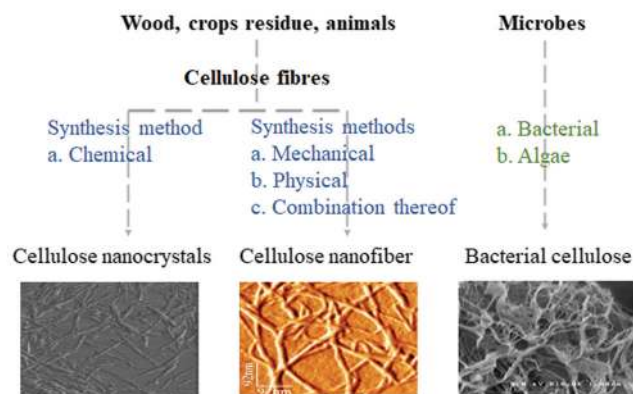 Wood, crops residue, animals
Microbes
Cellulose fibres
Synthesis method
a. Chemical
Synthesis methods
a. Mechanical
b. Physical
c. Combination thereof
a. Bacterial
b. Algae
Cellulose nanocrystals
Cellulose nanofiber
Bacterial cellulose
92nm